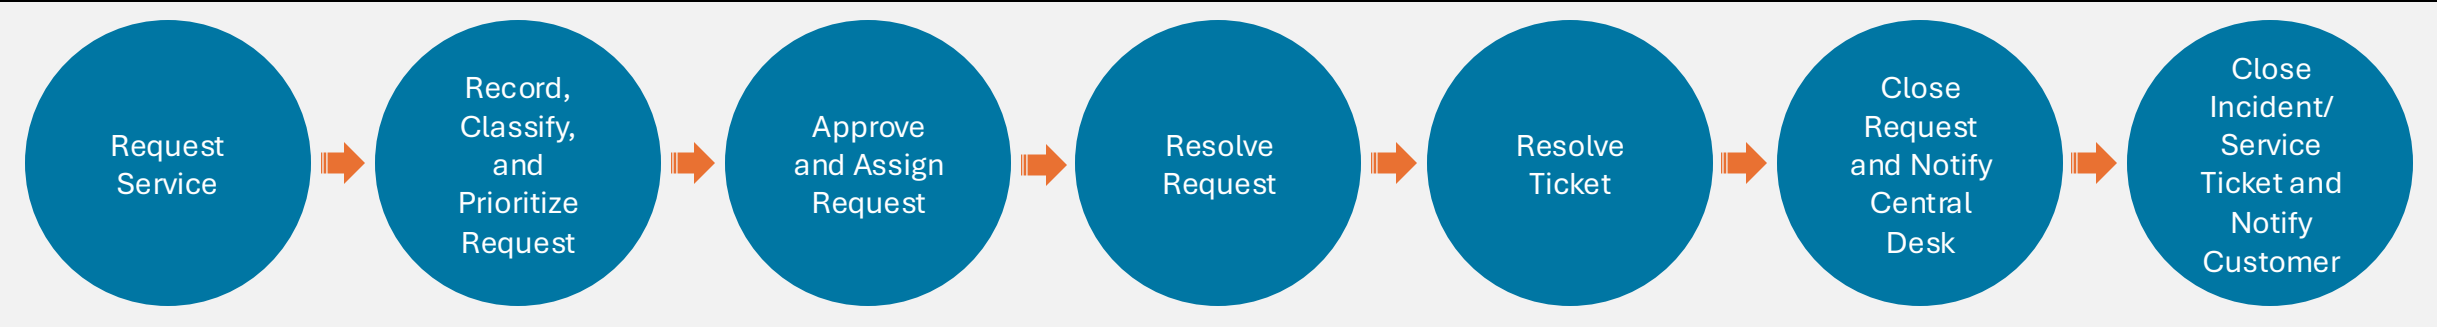 Request
Service
Record,
Classify,
and
Prioritize
Request
Approve
and Assign
Request
Resolve
Request
Resolve
Ticket
Close
Request
and Notify
Central
Desk
Close
Incident/
Service
Ticket and
Notify
Customer